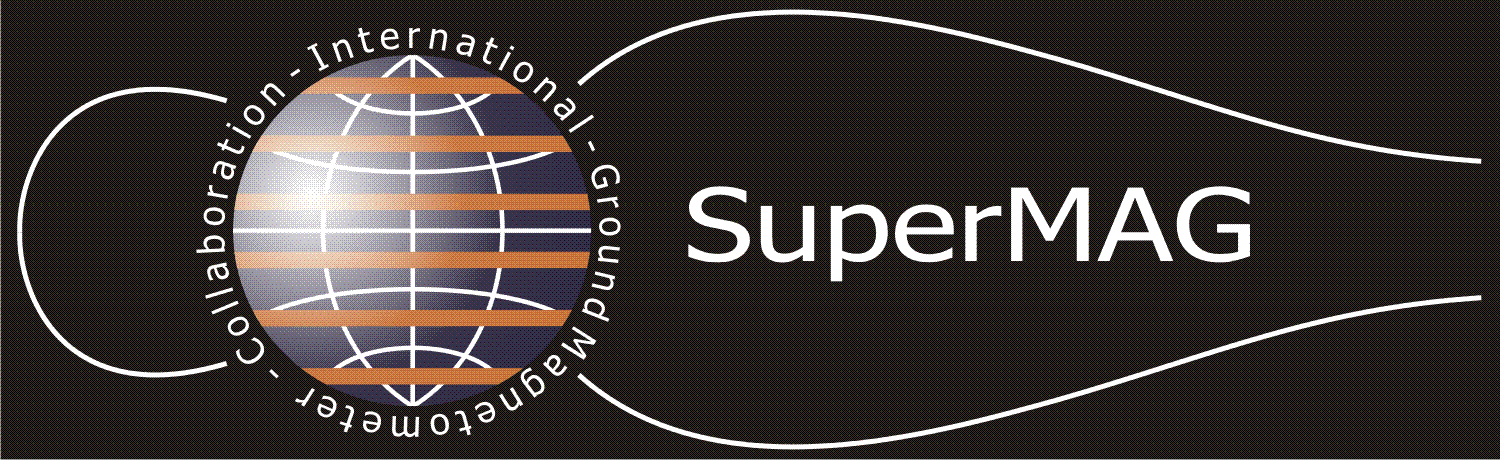 International-Ground Magnetometer - Collaboration -
SuperMAG